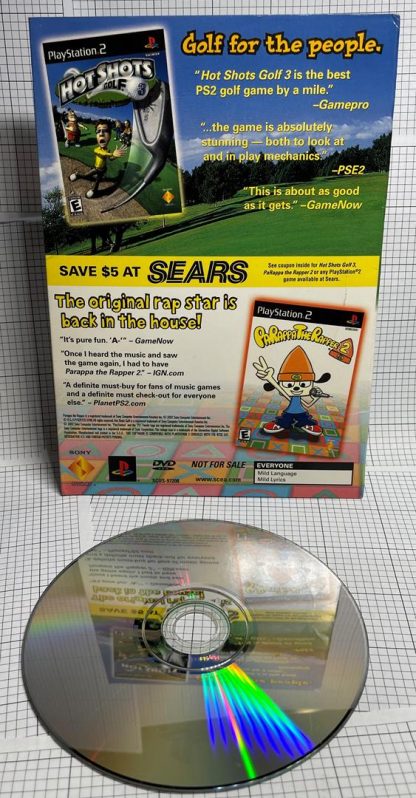 PlayStation 2
HOT SHOTS
GOLF 3
E
Golf for the people.
"Hot Shots Golf 3 is the best
PS2 golf game by a mile."
–Gamepro
"...the game is absolutely
stunning — both to look at
and in play mechanics."
–PSE2
"This is about as good
as it gets." –GameNow
SAVE $5 AT SEARS
See coupon inside for Hot Shots Golf 3,
PaRappa the Rapper 2 or any PlayStation®2
game available at Sears.
The original rap star is
back in the house!
"It's pure fun. 'A-'" – GameNow
"Once I heard the music and saw
the game again, I had to have
Parappa the Rapper 2." – IGN.com
"A definite must-buy for fans of music games
and a definite must check-out for everyone
else." – PlanetPS2.com
PlayStation 2
PaRappa The Rapper 2
E
SONY
DVD
NOT FOR SALE
www.scea.com
EVERYONE
Mild Language
Mild Lyrics